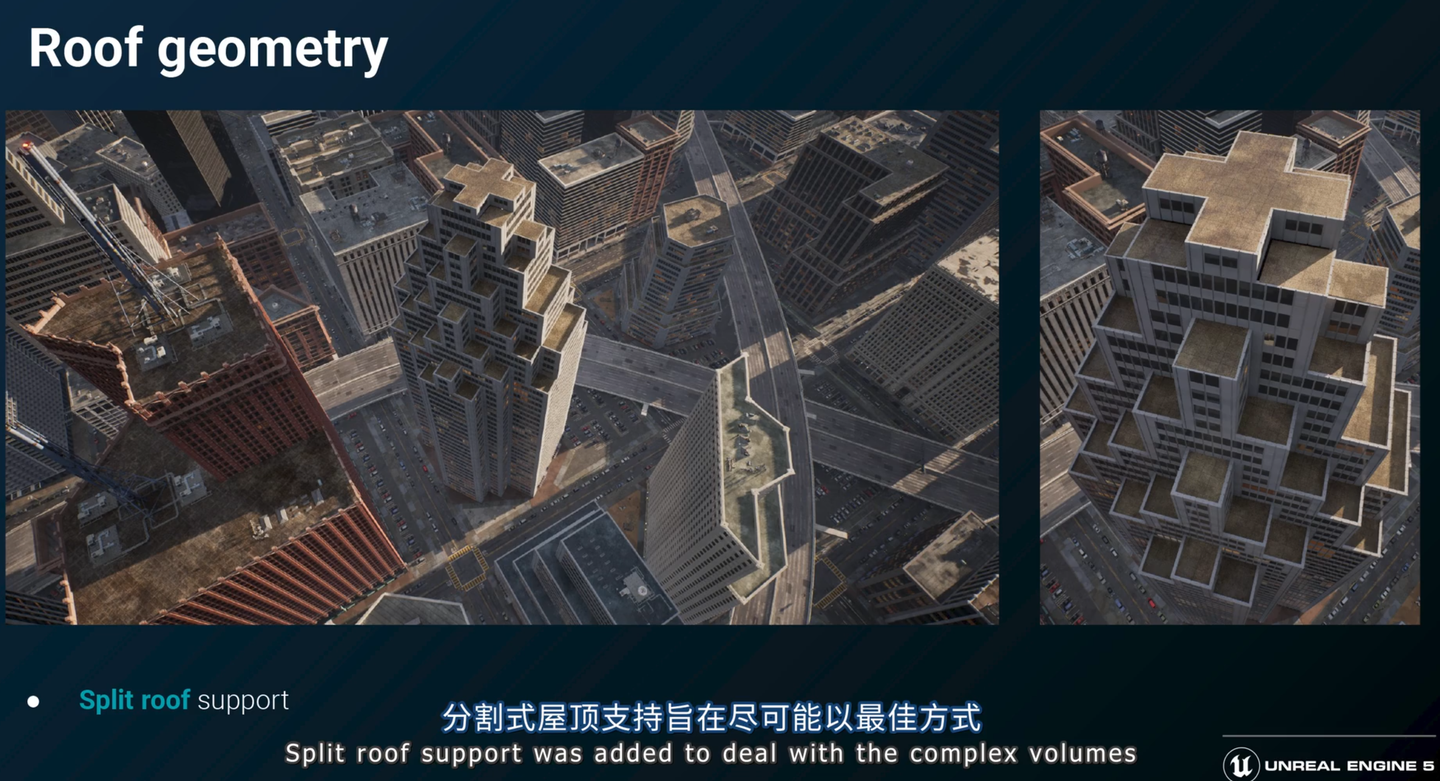 Roof geometry
Split roof support
分割式屋顶支持旨在尽可能以最佳方式
Split roof support was added to deal with the complex volumes
UNREAL ENGINE 5